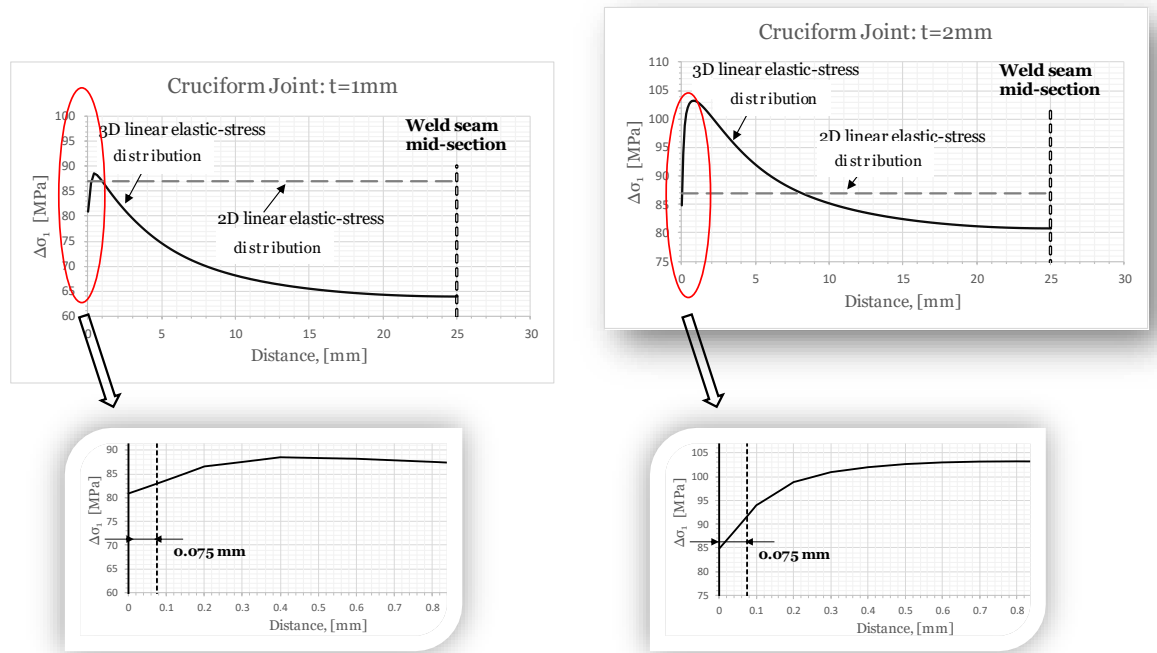 Cruciform Joint: t=1mm
100
95
90
85
80
75
70
65
60
Δσ₁ [MPa]
3D linear elastic-stress
distribution
Weld seam
mid-section
2D linear elastic-stress
distribution
0
5
10
15
20
25
30
Distance, [mm]
Cruciform Joint: t=2mm
110
105
100
95
90
85
80
75
Δσ₁ [MPa]
3D linear elastic-stress
distribution
Weld seam
mid-section
2D linear elastic-stress
distribution
0
5
10
15
20
25
30
Distance, [mm]
90
85
80
75
70
65
60
Δσ₁ [MPa]
0.075 mm
0
0.1
0.2
0.3
0.4
0.5
0.6
0.7
0.8
Distance, [mm]
105
100
95
90
85
80
75
Δσ₁ [MPa]
0.075 mm
0
0.1
0.2
0.3
0.4
0.5
0.6
0.7
0.8
Distance, [mm]